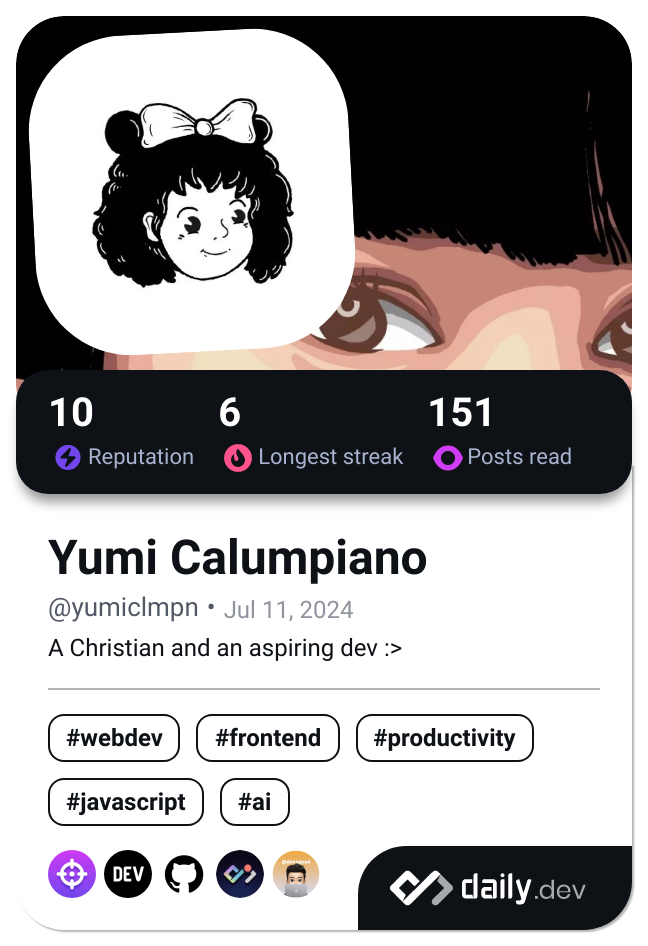 10 6 151
Reputation Longest streak Posts read
Yumi Calumpiano
@yumiclmpn • Jul 11, 2024
A Christian and an aspiring dev :>
#webdev #frontend #productivity
#javascript #ai
DEV
daily.dev